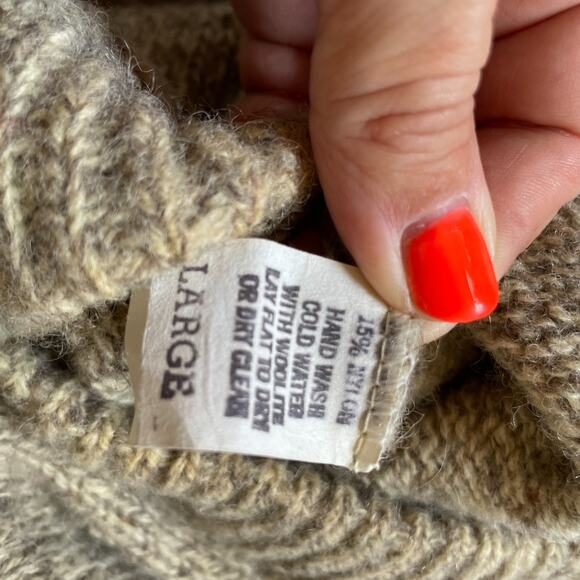 15% NYLON
HAND WASH
COLD WATER
WITH WOOLITE
LAY FLAT TO DRY
OR DRY CLEAN
LARGE